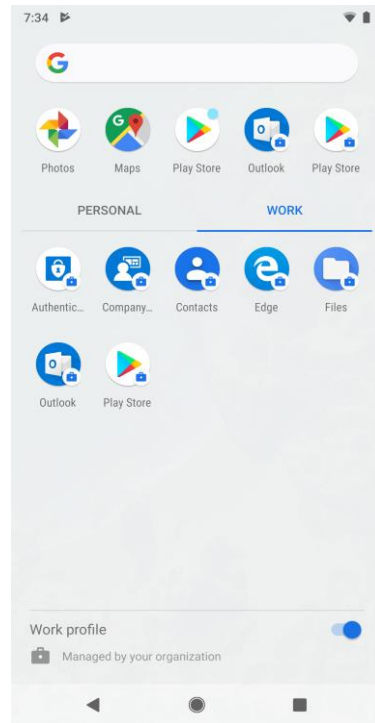 7:34
G
Photos Maps Play Store Outlook Play Store
PERSONAL WORK
Authentic... Company... Contacts Edge Files
Outlook Play Store
Work profile
Managed by your organization